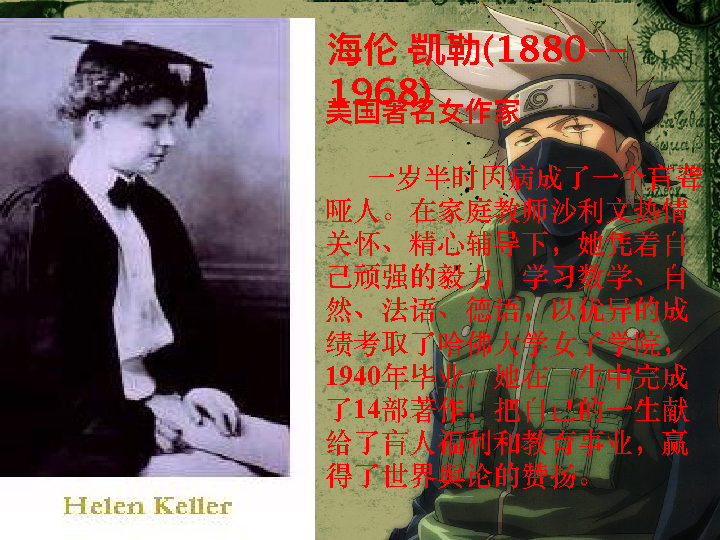 海伦 凯勒(1880—
1968)
美国著名女作家
一岁半时因病成了一个盲聋
哑人。在家庭教师沙利文热情
关怀、精心辅导下，她凭着自
己顽强的毅力，学习数学、自
然、法语、德语，以优异的成
绩考取了哈佛大学女子学院，
1940年毕业。她在一生中完成
了14部著作，把自己的一生献
给了盲人福利和教育事业，赢
得了世界舆论的赞扬。
Helen Keller